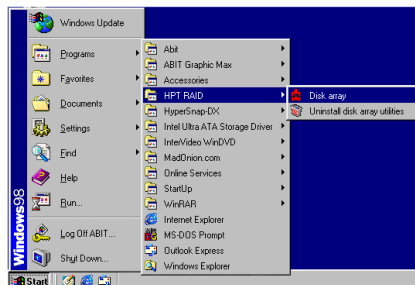 Windows Update
Programs
Favorites
Documents
Settings
Find
Help
Run...
Log Off ABIT...
Shut Down...
Windows98
Start
Abit
ABIT Graphic Max
Accessories
HPT RAID
HyperSnap-DX
Intel Ultra ATA Storage Driver
InterVideo WinDVD
MadOnion.com
Online Services
StartUp
WinRAR
Internet Explorer
MS-DOS Prompt
Outlook Express
Windows Explorer
Disk array
Uninstall disk array utilities